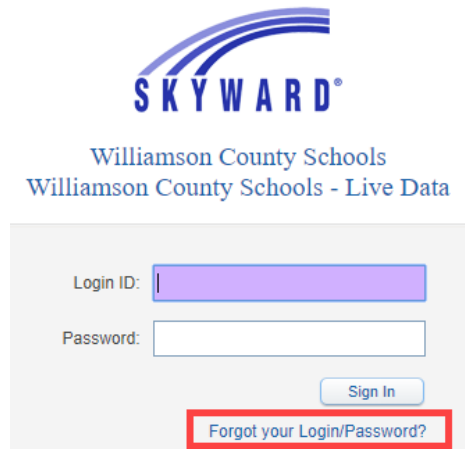 SKYWARD®
Williamson County Schools
Williamson County Schools - Live Data
Login ID:
Password:
Sign In
Forgot your Login/Password?